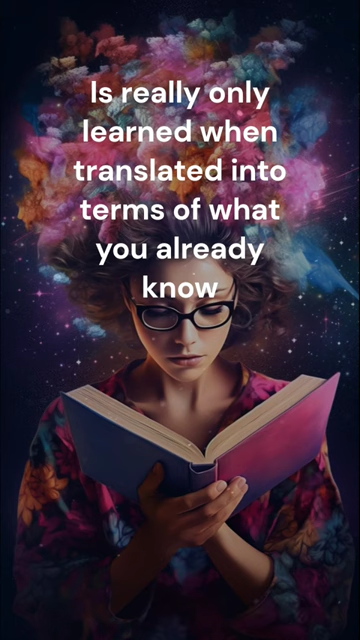 Is really only
learned when
translated into
terms of what
you already
know